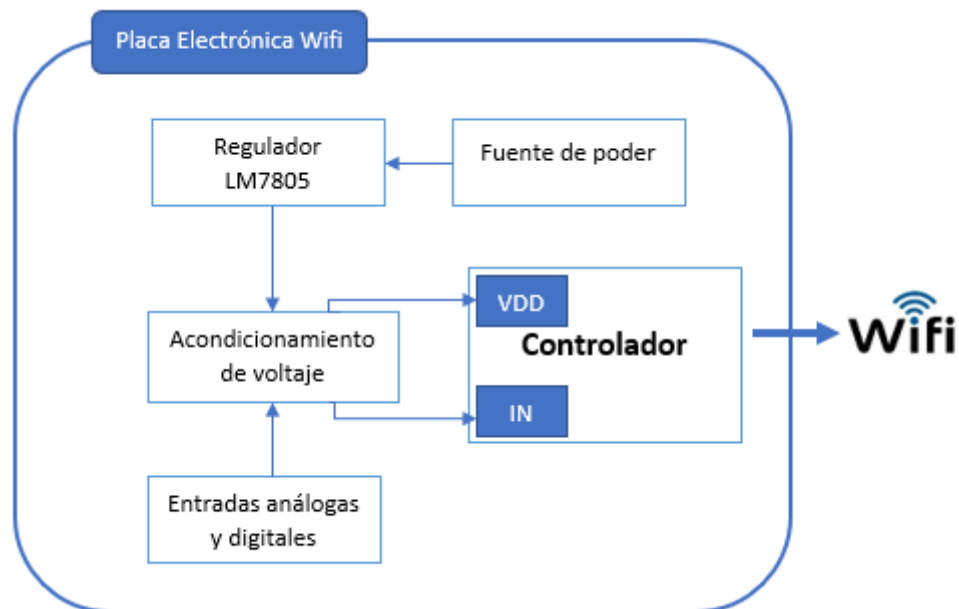 Placa Electrónica Wifi
Regulador
LM7805
Fuente de poder
Acondicionamiento
de voltaje
VDD
Controlador
IN
Wifi
Entradas análogas
y digitales